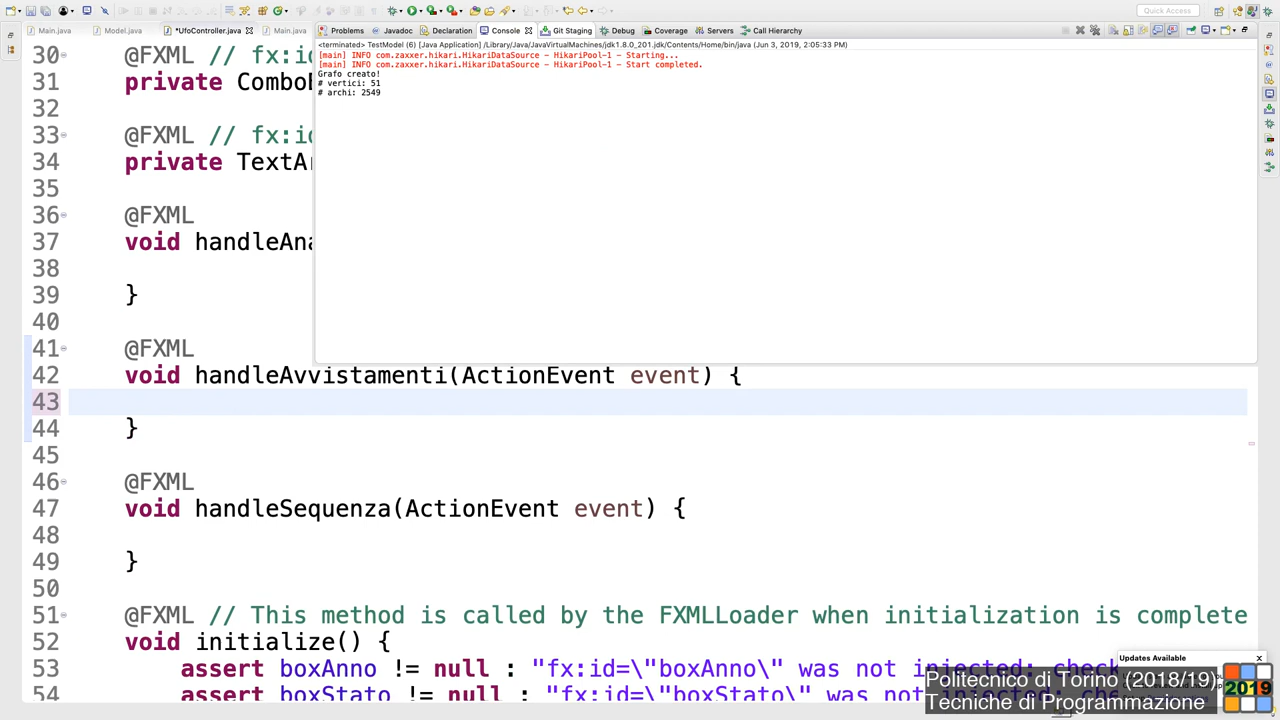 Quick Access
Main.java Model.java *UfoController.java Main.java
Problems Javadoc Declaration Console Git Staging Debug Coverage Servers Call Hierarchy
<terminated> TestModel (6) [Java Application] /Library/Java/JavaVirtualMachines/jdk1.8.0_201.jdk/Contents/Home/bin/java (Jun 3, 2019, 2:05:33 PM)
[main] INFO com.zaxxer.hikari.HikariDataSource - HikariPool-1 - Starting...
[main] INFO com.zaxxer.hikari.HikariDataSource - HikariPool-1 - Start completed.
Grafo creato!
# vertici: 51
# archi: 2549
30 @FXML // fx:id
31 private ComboB
32
33 @FXML // fx:id
34 private TextAr
35
36 @FXML
37 void handleAna
38
39 }
40
41 @FXML
42 void handleAvvistamenti(ActionEvent event) {
43
44 }
45
46 @FXML
47 void handleSequenza(ActionEvent event) {
48
49 }
50
51 @FXML // This method is called by the FXMLLoader when initialization is complete
52 void initialize() {
53 assert boxAnno != null : "fx:id=\"boxAnno\" was not injected: check
54 assert boxStato != null : "fx:id=\"boxStato\" was not
Updates Available
Politecnico di Torino (2018/19)
Tecniche di Programmazione
2019